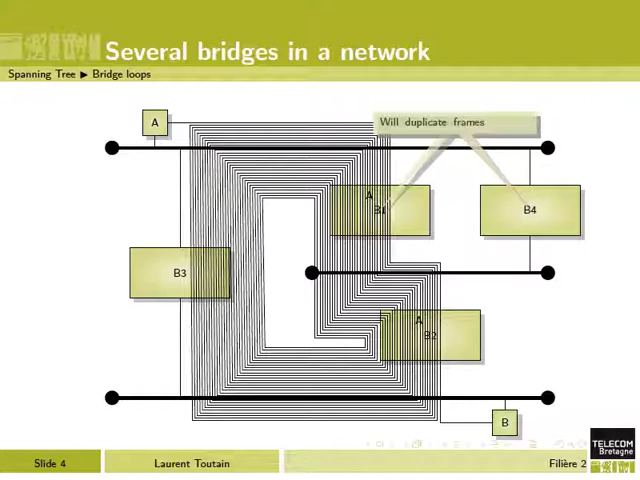 Several bridges in a network
Spanning Tree ▶ Bridge loops
A
Will duplicate frames
A
B1
B4
B3
A
B2
B
TELECOM
Bretagne
Slide 4
Laurent Toutain
Filière 2